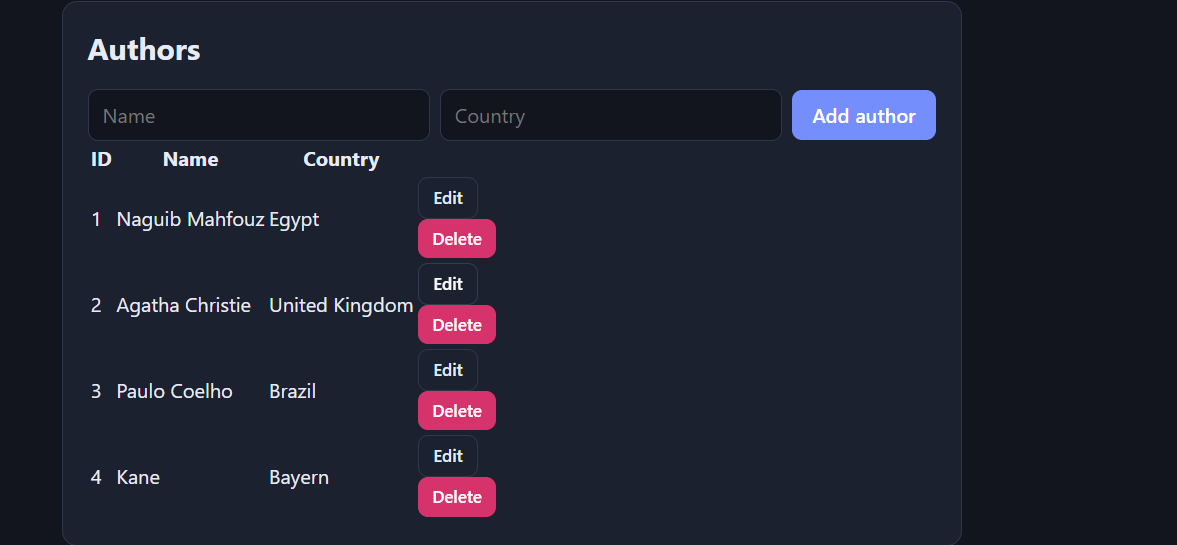 Authors
Name Country Add author
ID Name Country
Edit
1 Naguib Mahfouz Egypt
Delete
Edit
2 Agatha Christie United Kingdom
Delete
Edit
3 Paulo Coelho Brazil
Delete
Edit
4 Kane Bayern
Delete